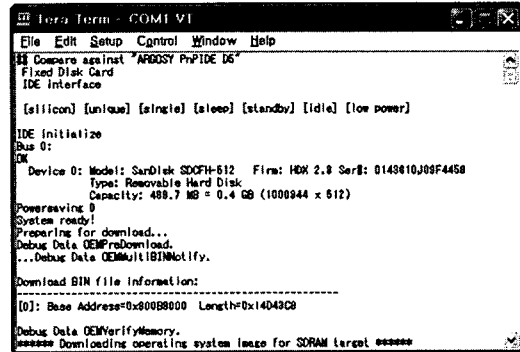 Tera Term - COM1 VT
File Edit Setup Control Window Help
$$ Compare against "ARGOSY PnPIDE D5"
Fixed Disk Card
IDE interface
[silicon] [unique] [single] [sleep] [standby] [idle] [low power]
IDE initialize
Bus 0:
OK
Device 0: Model: SanDisk SDCFH-512 Firm: HDX 2.8 Ser#:
Type: Removable Hard Disk
Capacity: 488.7 MB = 0.4 GB (1000944 x 512)
Powersaving 0
System ready!
Preparing for download...
Debug Data OEMPreDownload.
...Debug Data OEMMultiBINNotify.
Download BIN file information:
-----------------------------------------------------
[0]: Base Address=0x800B8000 Length=0x14D43C8
Debug Data OEMVerifyMemory.
****** Downloading operating system image for SDRAM target ******